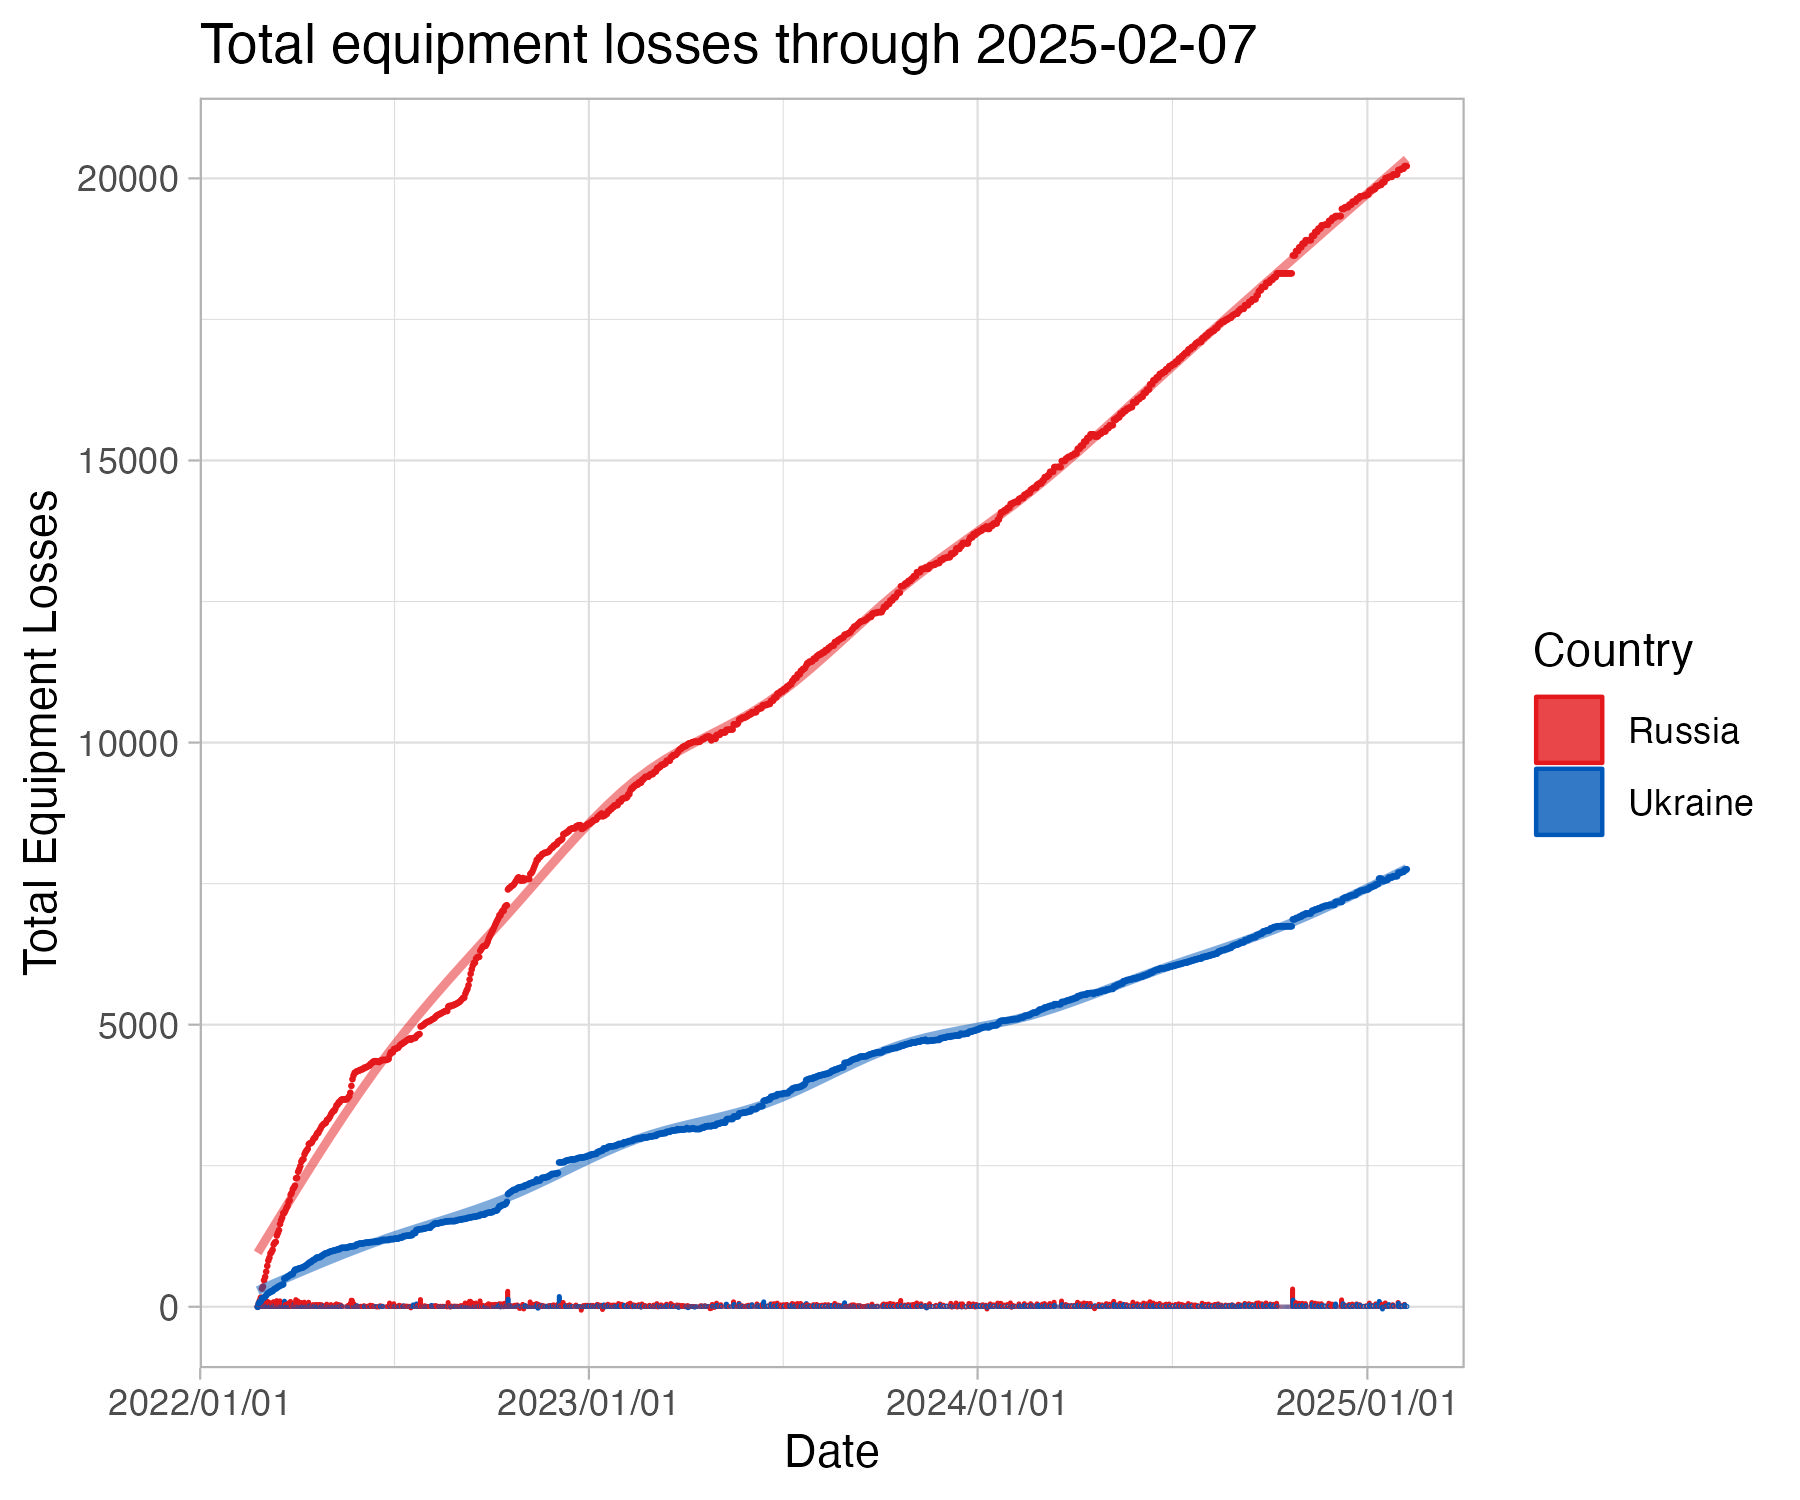 Total equipment losses through 2025-02-07
Total Equipment Losses
20000
15000
10000
5000
0
2022/01/01
2023/01/01
2024/01/01
2025/01/01
Date
Country
Russia
Ukraine